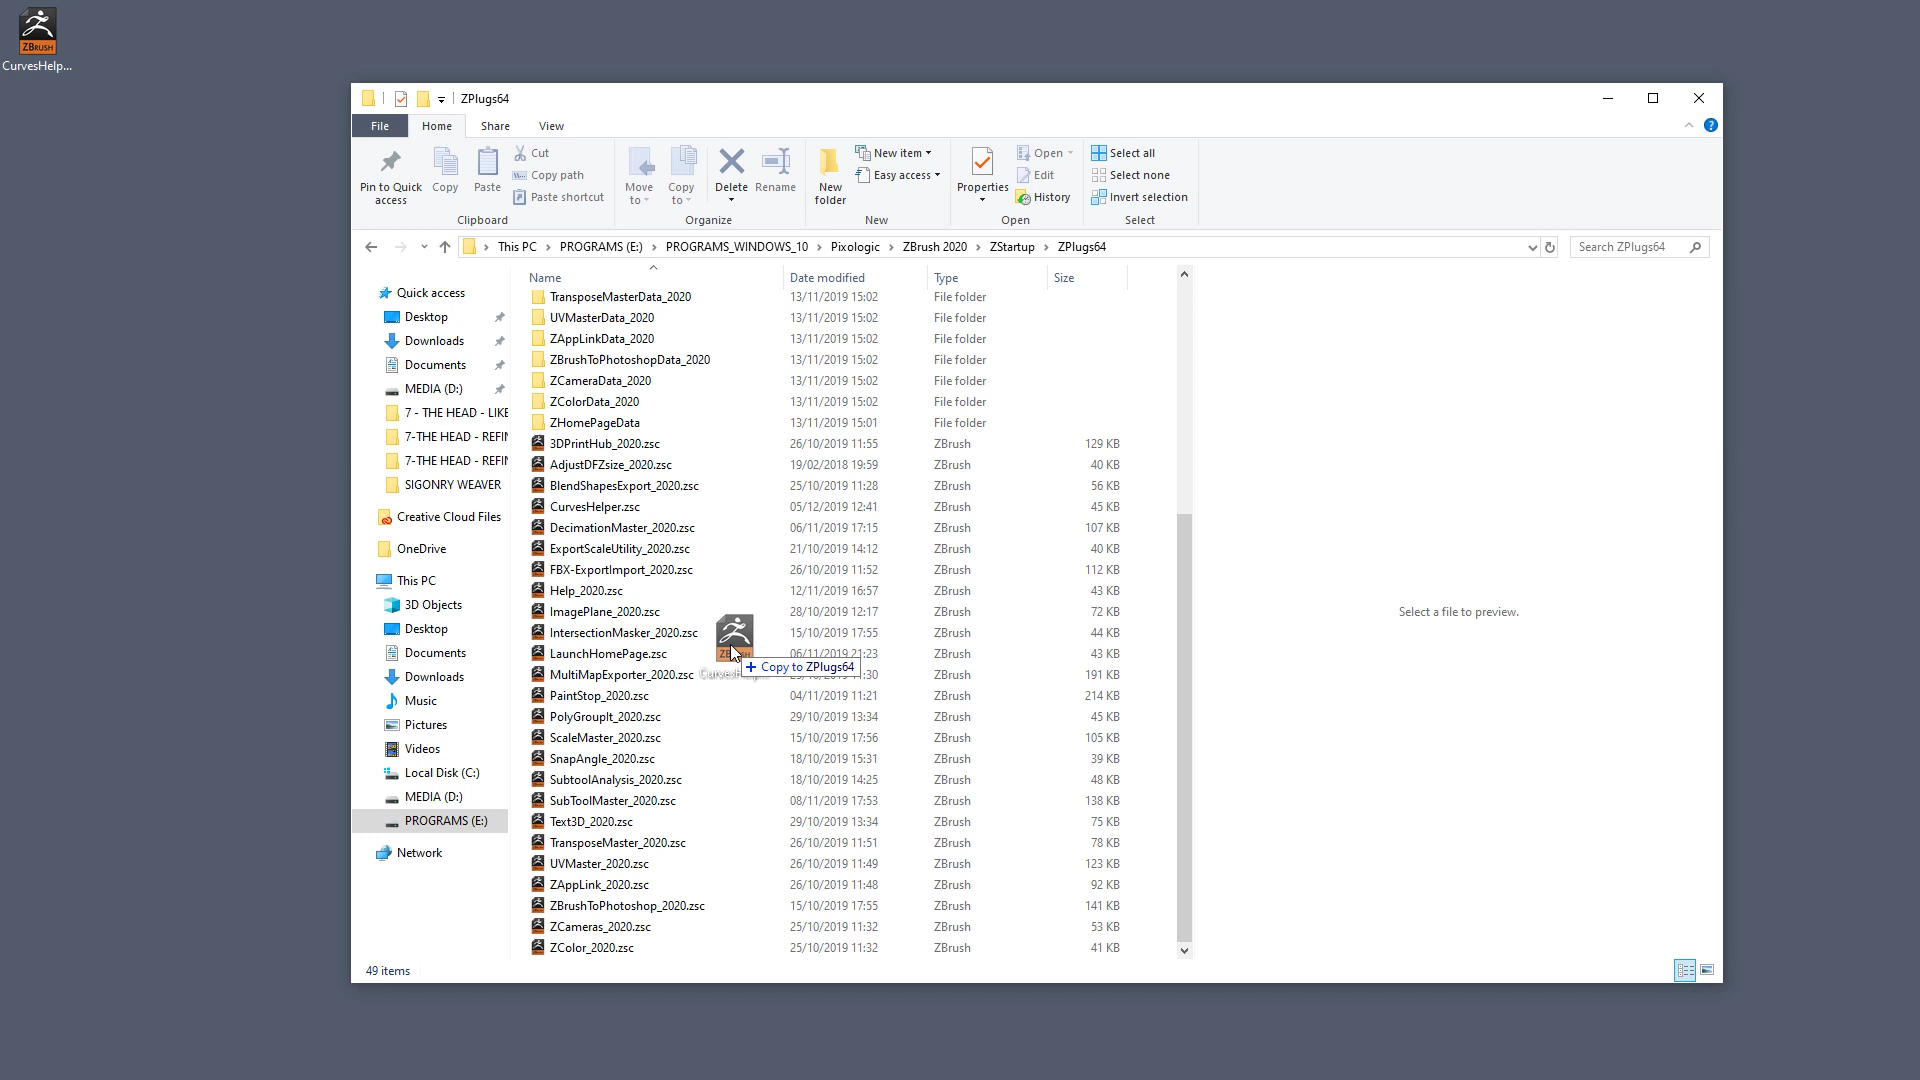 ZBRUSH
CurvesHelp...
ZPlugs64
File Home Share View
Pin to Quick access
Copy
Paste
Cut
Copy path
Paste shortcut
Clipboard
Move to
Copy to
Delete
Rename
Organize
New folder
New item
Easy access
New
Properties
Open
Edit
History
Open
Select all
Select none
Invert selection
Select
This PC › PROGRAMS (E:) › PROGRAMS_WINDOWS_10 › Pixologic › ZBrush 2020 › ZStartup › ZPlugs64
Search ZPlugs64
Quick access
Desktop
Downloads
Documents
MEDIA (D:)
7 - THE HEAD - LIKE
7-THE HEAD - REFIN
7-THE HEAD - REFIN
SIGONRY WEAVER
Creative Cloud Files
OneDrive
This PC
3D Objects
Desktop
Documents
Downloads
Music
Pictures
Videos
Local Disk (C:)
MEDIA (D:)
PROGRAMS (E:)
Network
Name Date modified Type Size
TransposeMasterData_2020 13/11/2019 15:02 File folder
UVMasterData_2020 13/11/2019 15:02 File folder
ZAppLinkData_2020 13/11/2019 15:02 File folder
ZBrushToPhotoshopData_2020 13/11/2019 15:02 File folder
ZCameraData_2020 13/11/2019 15:02 File folder
ZColorData_2020 13/11/2019 15:02 File folder
ZHomePageData 13/11/2019 15:01 File folder
3DPrintHub_2020.zsc 26/10/2019 11:55 ZBrush 129 KB
AdjustDFZsize_2020.zsc 19/02/2018 19:59 ZBrush 40 KB
BlendShapesExport_2020.zsc 25/10/2019 11:28 ZBrush 56 KB
CurvesHelper.zsc 05/12/2019 12:41 ZBrush 45 KB
DecimationMaster_2020.zsc 06/11/2019 17:15 ZBrush 107 KB
ExportScaleUtility_2020.zsc 21/10/2019 14:12 ZBrush 40 KB
FBX-ExportImport_2020.zsc 26/10/2019 11:52 ZBrush 112 KB
Help_2020.zsc 12/11/2019 16:57 ZBrush 43 KB
ImagePlane_2020.zsc 28/10/2019 12:17 ZBrush 72 KB
IntersectionMasker_2020.zsc 15/10/2019 17:55 ZBrush 44 KB
LaunchHomePage.zsc 06/11/2019 21:23 ZBrush 43 KB
Copy to ZPlugs64
MultiMapExporter_2020.zsc :30 ZBrush 191 KB
PaintStop_2020.zsc 04/11/2019 11:21 ZBrush 214 KB
PolyGroupIt_2020.zsc 29/10/2019 13:34 ZBrush 45 KB
ScaleMaster_2020.zsc 15/10/2019 17:56 ZBrush 105 KB
SnapAngle_2020.zsc 18/10/2019 15:31 ZBrush 39 KB
SubtoolAnalysis_2020.zsc 18/10/2019 14:25 ZBrush 48 KB
SubToolMaster_2020.zsc 08/11/2019 17:53 ZBrush 138 KB
Text3D_2020.zsc 29/10/2019 13:34 ZBrush 75 KB
TransposeMaster_2020.zsc 26/10/2019 11:51 ZBrush 78 KB
UVMaster_2020.zsc 26/10/2019 11:49 ZBrush 123 KB
ZAppLink_2020.zsc 26/10/2019 11:48 ZBrush 92 KB
ZBrushToPhotoshop_2020.zsc 15/10/2019 17:55 ZBrush 141 KB
ZCameras_2020.zsc 25/10/2019 11:32 ZBrush 53 KB
ZColor_2020.zsc 25/10/2019 11:32 ZBrush 41 KB
Select a file to preview.
49 items